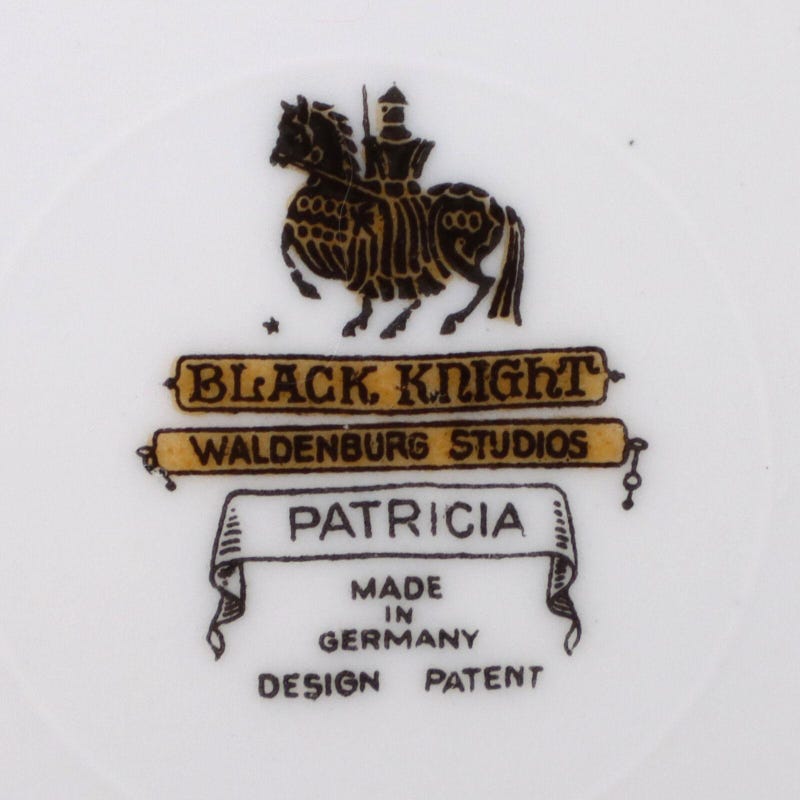 BLACK KNIGHT
WALDENBURG STUDIOS
PATRICIA
MADE
IN
GERMANY
DESIGN PATENT